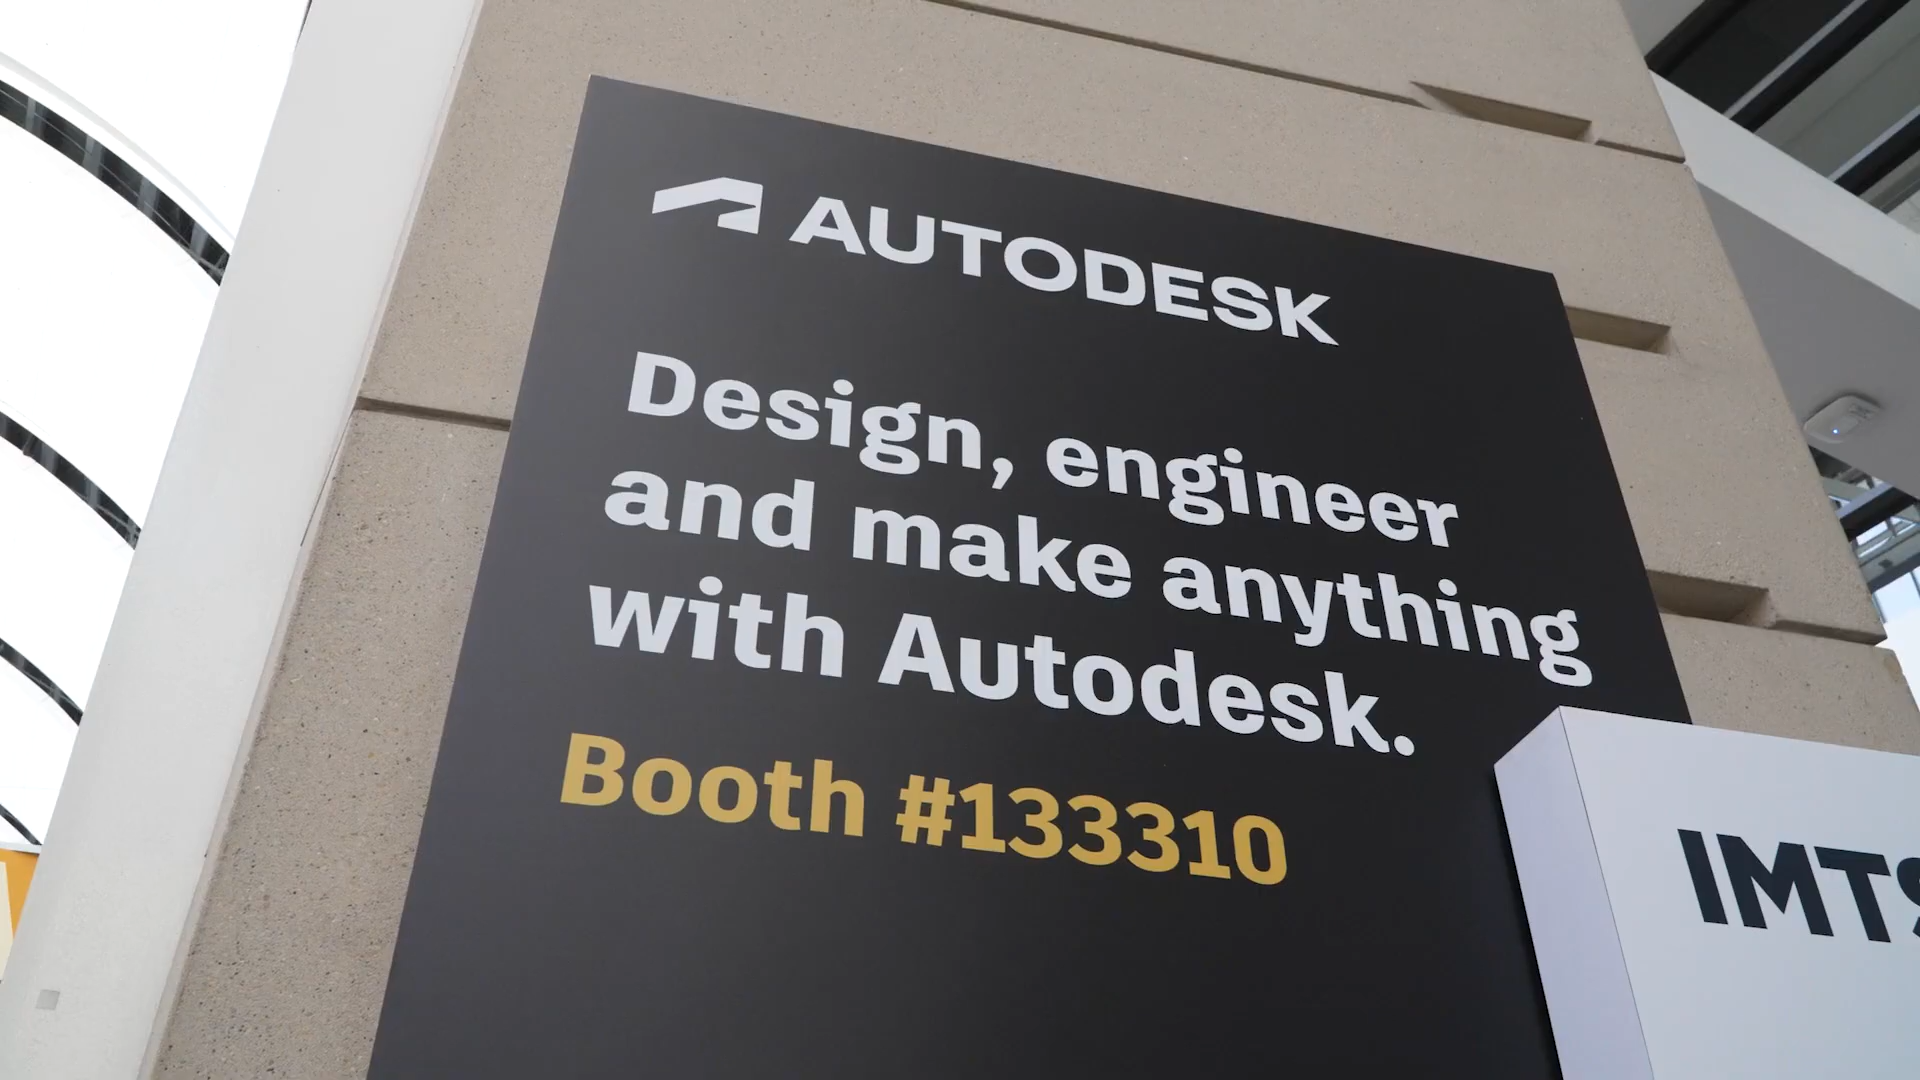 AUTODESK
Design, engineer
and make anything
with Autodesk.
Booth #133310
IMTS